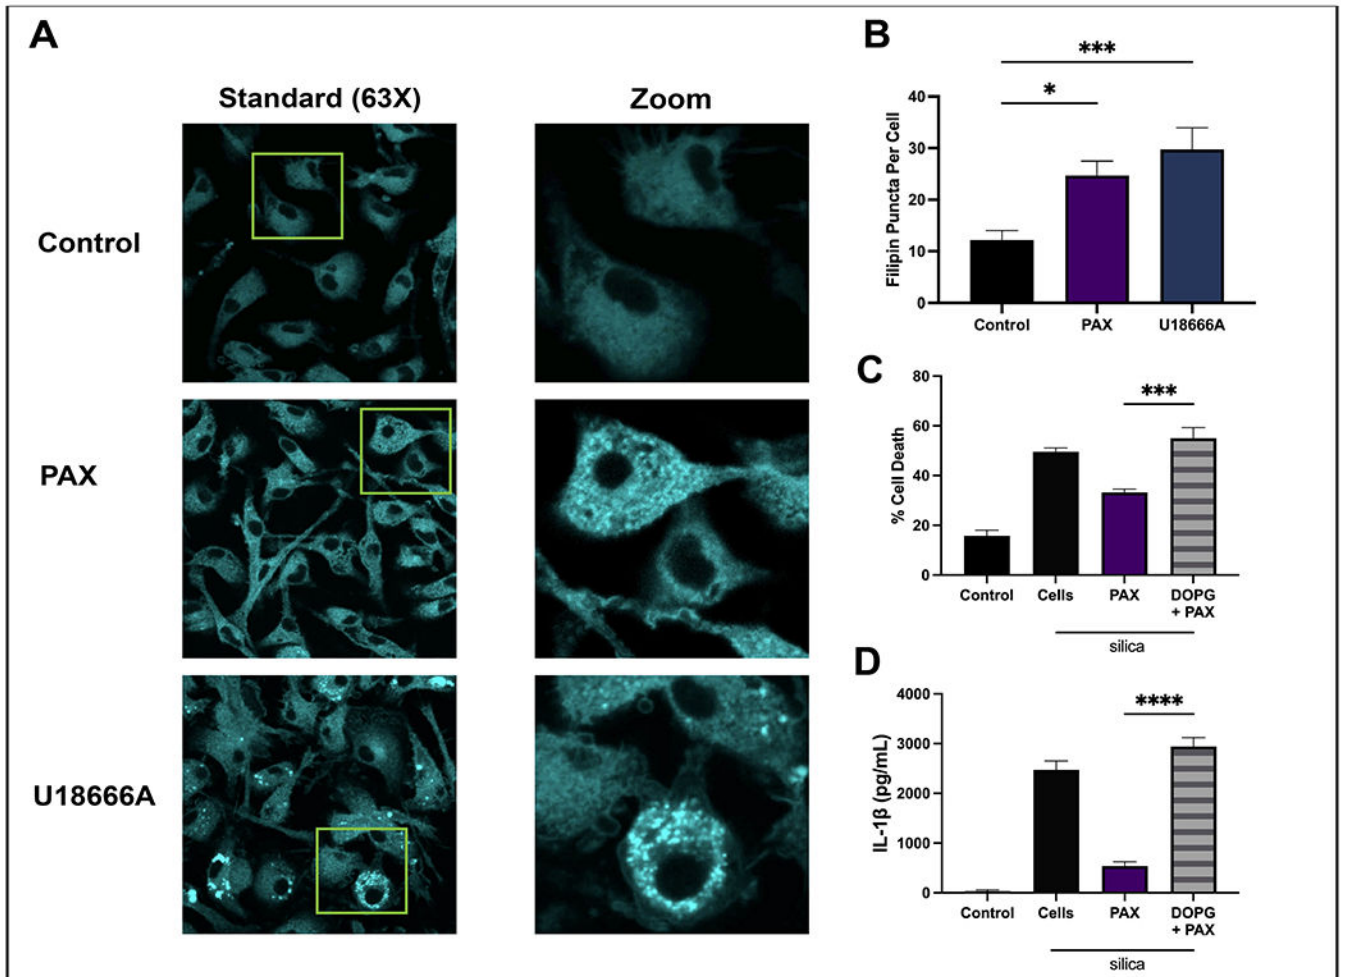 A
Standard (63X)
Zoom
Control
PAX
U18666A
B
***
*
Filipin Puncta Per Cell
40
30
20
10
0
Control
PAX
U18666A
C
***
% Cell Death
80
60
40
20
0
Control
Cells
PAX
DOPG
+ PAX
silica
D
****
IL-1β (pg/mL)
4000
3000
2000
1000
0
Control
Cells
PAX
DOPG
+ PAX
silica